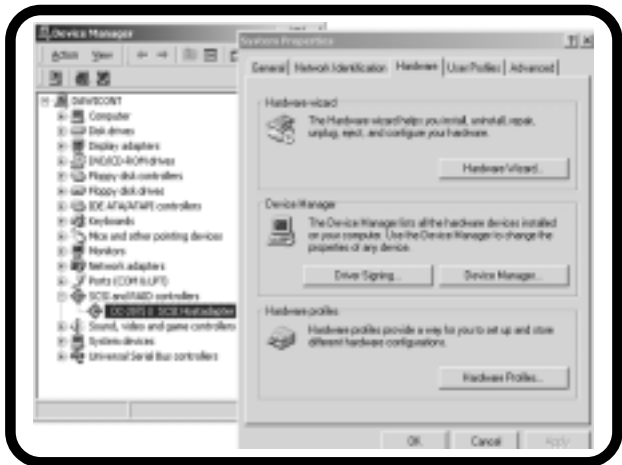 Device Manager
Action View
DAWICONT
Computer
Disk drives
Display adapters
DVD/CD-ROM drives
Floppy disk controllers
Floppy disk drives
IDE ATA/ATAPI controllers
Keyboards
Mice and other pointing devices
Monitors
Network adapters
Ports (COM & LPT)
SCSI and RAID controllers
SCSI Hostadapter
Sound, video and game controllers
System devices
Universal Serial Bus controllers
System Properties
General Network Identification Hardware User Profiles Advanced
Hardware wizard
The Hardware wizard helps you install, uninstall, repair,
unplug, eject, and configure your hardware.
Hardware Wizard...
Device Manager
The Device Manager lists all the hardware devices installed
on your computer. Use the Device Manager to change the
properties of any device.
Driver Signing... Device Manager...
Hardware profiles
Hardware profiles provide a way for you to set up and store
different hardware configurations.
Hardware Profiles...
OK Cancel Apply